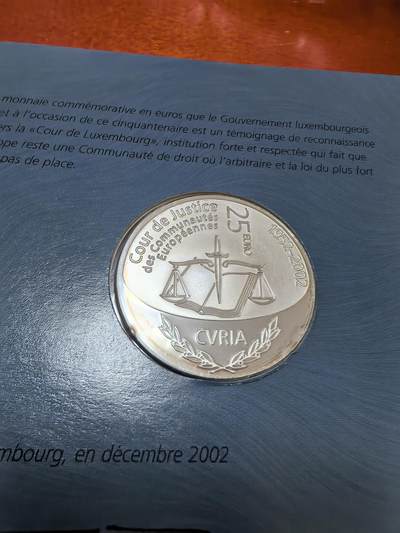 monnaie commémorative en euros que le Gouvernement luxembourgeois
et à l'occasion de ce cinquantenaire est un témoignage de reconnaissance
la «Cour de Luxembourg», institution forte et respectée qui fait que
reste une Communauté de droit où l'arbitraire et la loi du plus fort
pas de place.
Cour de Justice
des Communautés
Européennes
25
EURO
1952-2002
CVRIA
mbourg, en décembre 2002